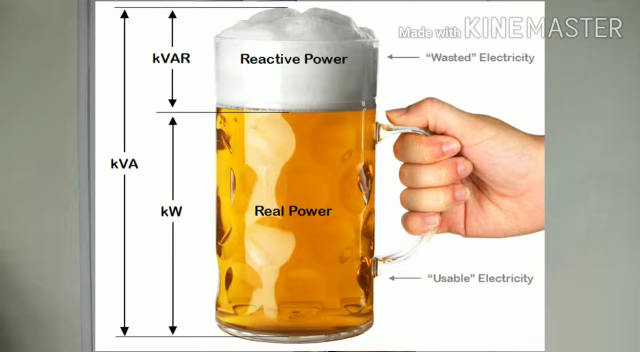 Made with KINEMASTER
kVAR
Reactive Power
“Wasted” Electricity
kVA
kW
Real Power
“Usable” Electricity